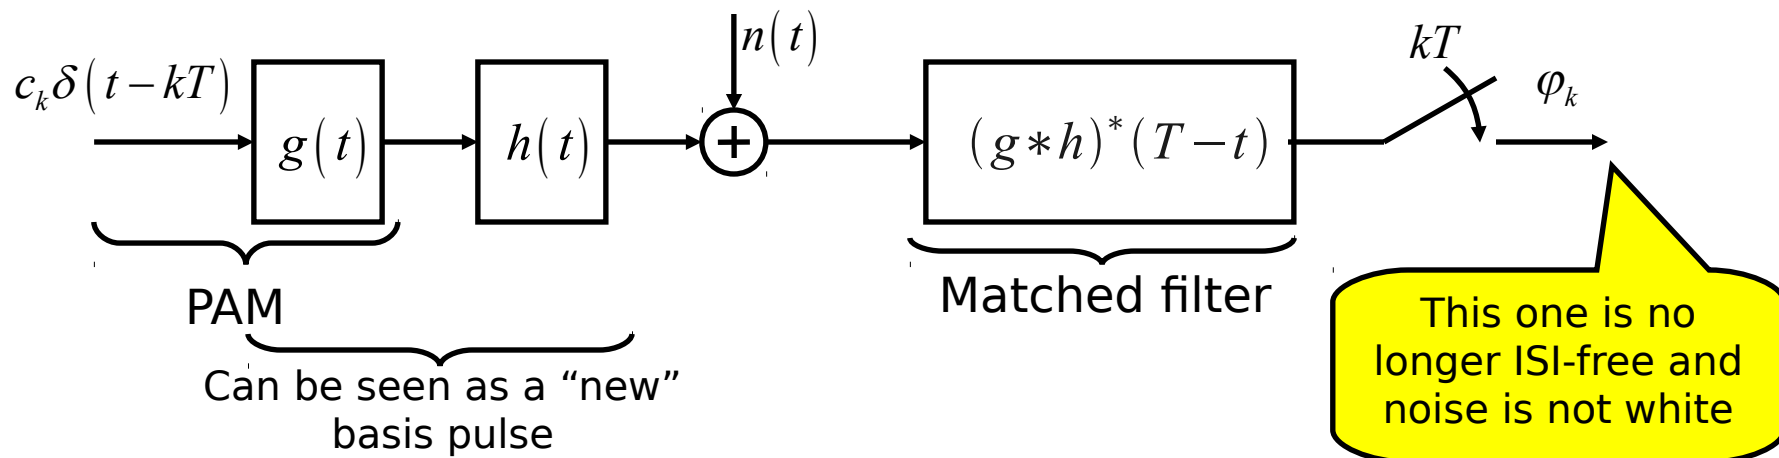 c_k δ(t − kT)
g(t)
h(t)
n(t)
+
(g∗h)^*(T − t)
kT
φ_k
PAM
Can be seen as a “new”
basis pulse
Matched filter
This one is no
longer ISI-free and
noise is not white